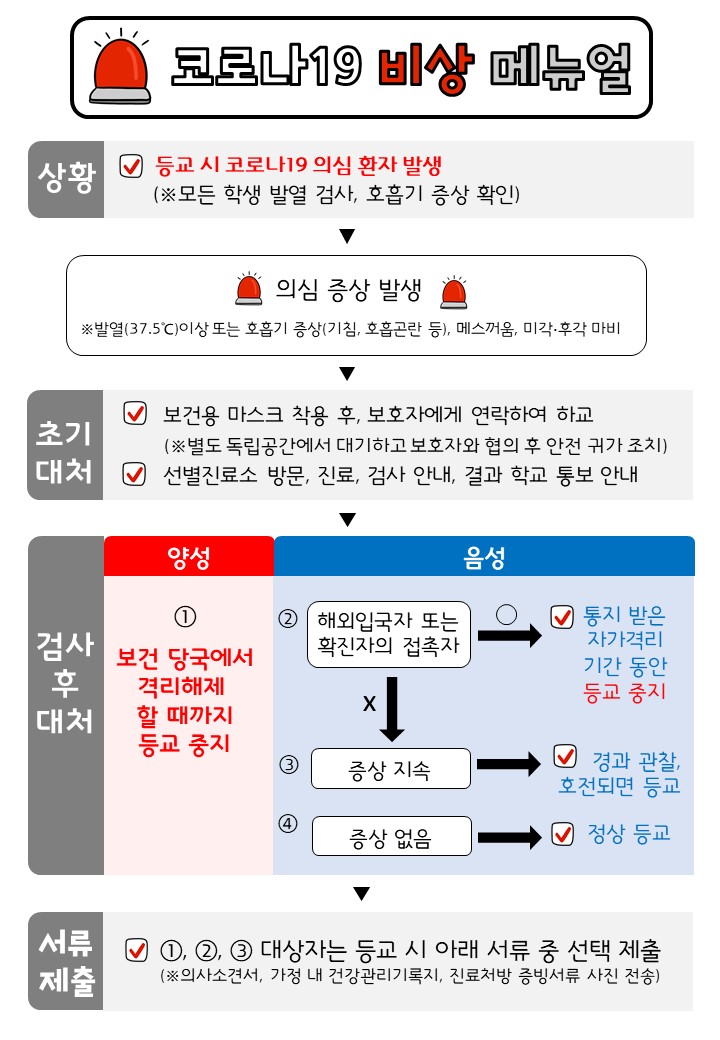 코로나19 비상 메뉴얼
상황
등교 시 코로나19 의심 환자 발생
(※모든 학생 발열 검사, 호흡기 증상 확인)
▼
의심 증상 발생
※발열(37.5℃)이상 또는 호흡기 증상(기침, 호흡곤란 등), 메스꺼움, 미각·후각 마비
▼
초기
대처
보건용 마스크 착용 후, 보호자에게 연락하여 하교
(※별도 독립공간에서 대기하고 보호자와 협의 후 안전 귀가 조치)
선별진료소 방문, 진료, 검사 안내, 결과 학교 통보 안내
▼
검사
후
대처
양성
①
보건 당국에서
격리해제
할 때까지
등교 중지
음성
②
해외입국자 또는
확진자의 접촉자
○
통지 받은
자가격리
기간 동안
등교 중지
X
③
증상 지속
경과 관찰,
호전되면 등교
④
증상 없음
정상 등교
▼
서류
제출
①, ②, ③ 대상자는 등교 시 아래 서류 중 선택 제출
(※의사소견서, 가정 내 건강관리기록지, 진료처방 증빙서류 사진 전송)